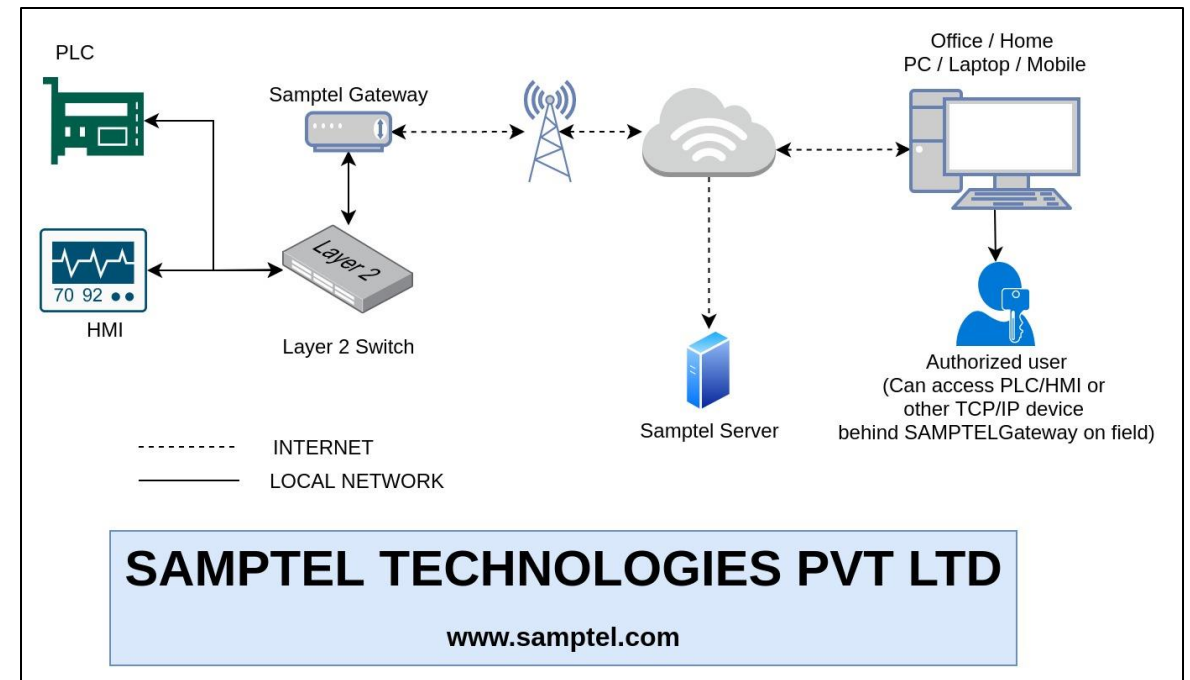 PLC
Samptel Gateway
Office / Home
PC / Laptop / Mobile
Layer 2
70 92
HMI
Layer 2 Switch
Samptel Server
Authorized user
(Can access PLC/HMI or
other TCP/IP device
behind SAMPTELGateway on field)
INTERNET
LOCAL NETWORK
SAMPTEL TECHNOLOGIES PVT LTD
www.samptel.com